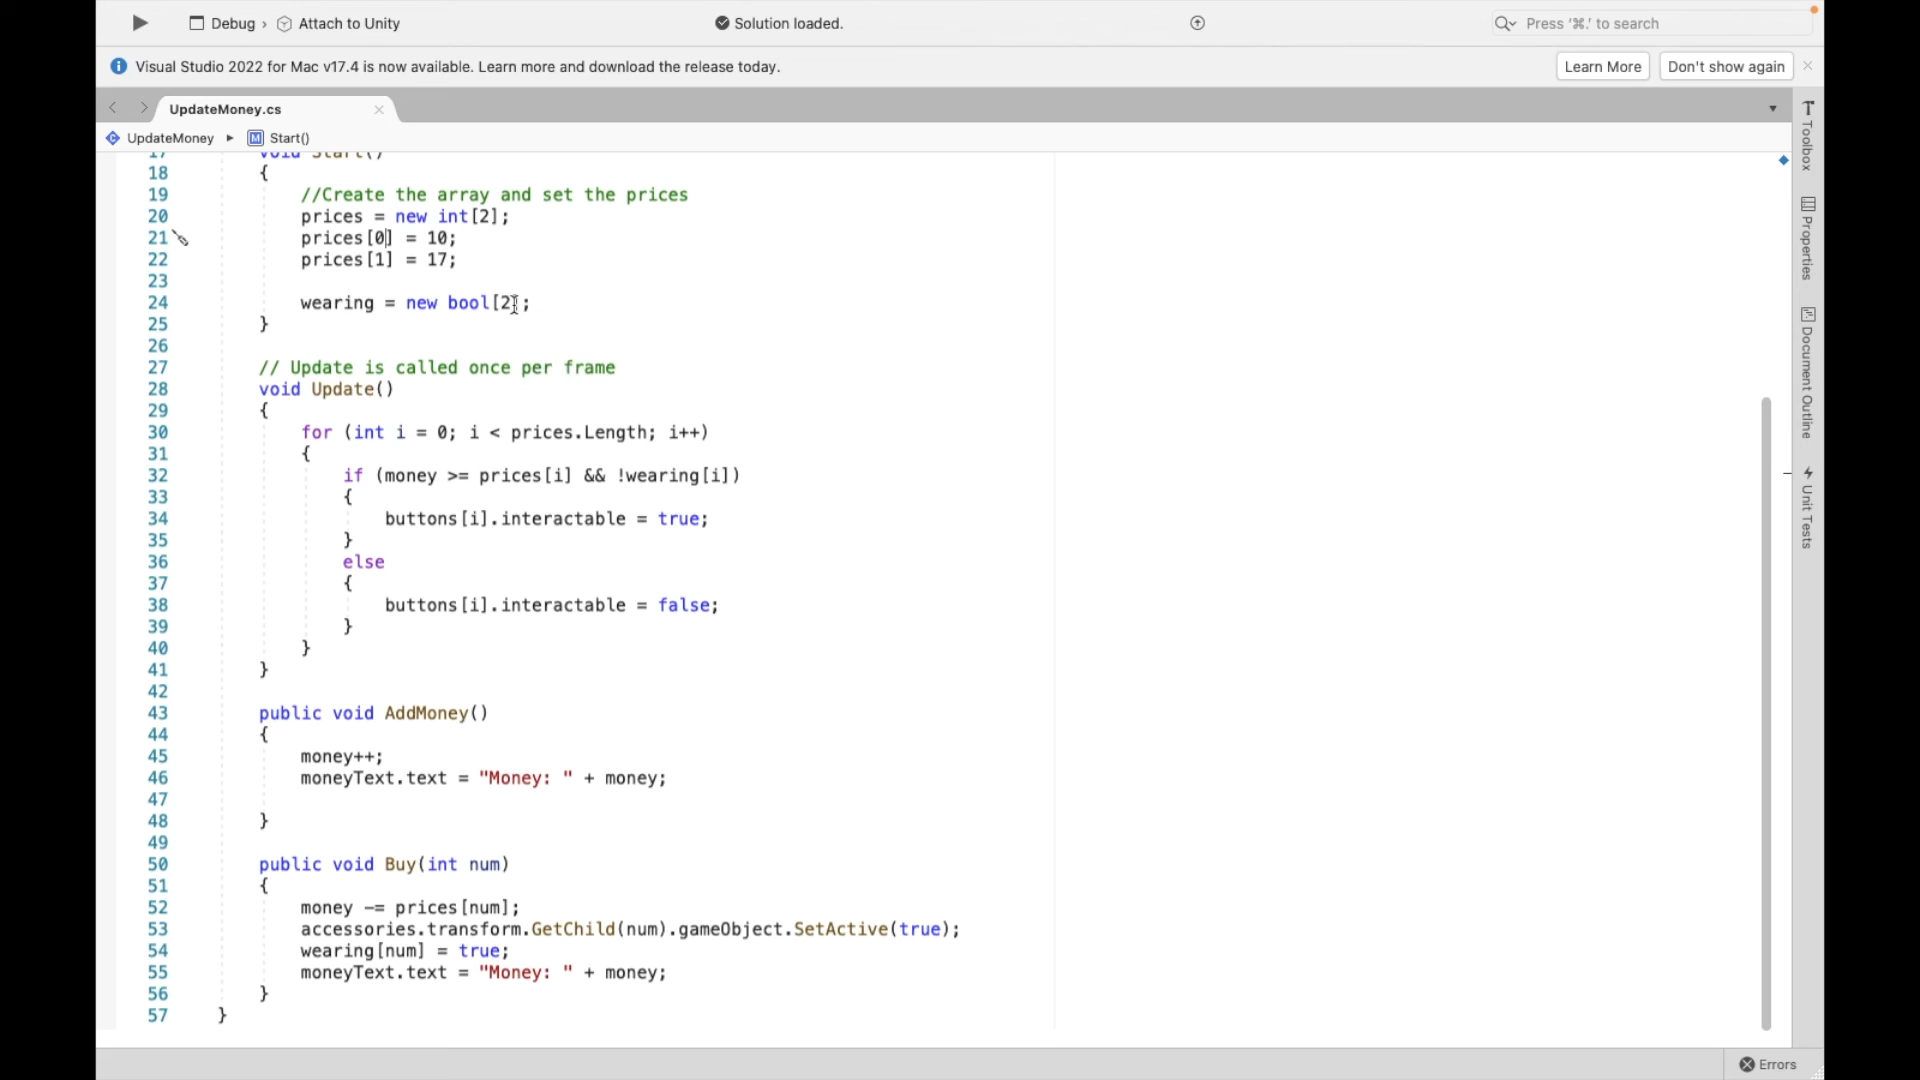 Debug › Attach to Unity
Solution loaded.
Press '⌘.' to search
Visual Studio 2022 for Mac v17.4 is now available. Learn more and download the release today.
Learn More
Don't show again
UpdateMoney.cs
UpdateMoney ▸ M Start()
17 void Start()
18 {
19 //Create the array and set the prices
20 prices = new int[2];
21 prices[0] = 10;
22 prices[1] = 17;
23
24 wearing = new bool[2];
25 }
26
27 // Update is called once per frame
28 void Update()
29 {
30 for (int i = 0; i < prices.Length; i++)
31 {
32 if (money >= prices[i] && !wearing[i])
33 {
34 buttons[i].interactable = true;
35 }
36 else
37 {
38 buttons[i].interactable = false;
39 }
40 }
41 }
42
43 public void AddMoney()
44 {
45 money++;
46 moneyText.text = "Money: " + money;
47
48 }
49
50 public void Buy(int num)
51 {
52 money -= prices[num];
53 accessories.transform.GetChild(num).gameObject.SetActive(true);
54 wearing[num] = true;
55 moneyText.text = "Money: " + money;
56 }
57 }
Toolbox
Properties
Document Outline
Unit Tests
Errors